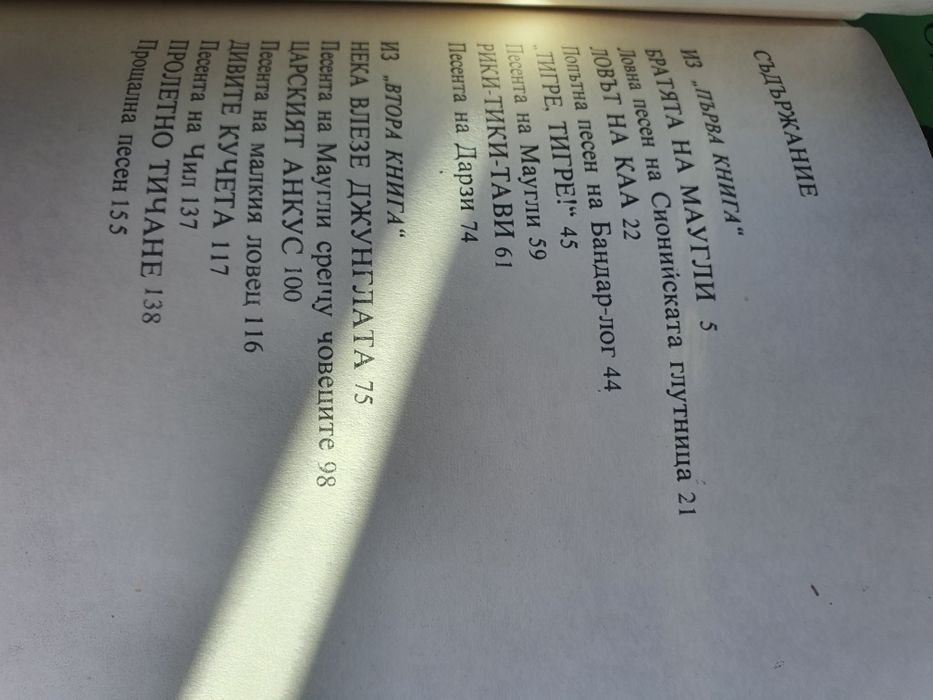 СЪДЪРЖАНИЕ
ИЗ „ПЪРВА КНИГА“
БРАТЯТА НА МАУГЛИ 5
Ловна песен на Сионийската глутница 21
ЛОВЪТ НА КАА 22
Попътна песен на Бандар-лог 44
„ТИГРЕ, ТИГРЕ!“ 45
Песента на Маугли 59
РИКИ-ТИКИ-ТАВИ 61
Песента на Дарзи 74
ИЗ „ВТОРА КНИГА“
НЕКА ВЛЕЗЕ ДЖУНГЛАТА 75
Песента на Маугли срещу човеците 98
ЦАРСКИЯТ АНКУС 100
Песента на малкия ловец 116
ДИВИТЕ КУЧЕТА 117
Песента на Чил 137
ПРОЛЕТНО ТИЧАНЕ 138
Прощална песен 155